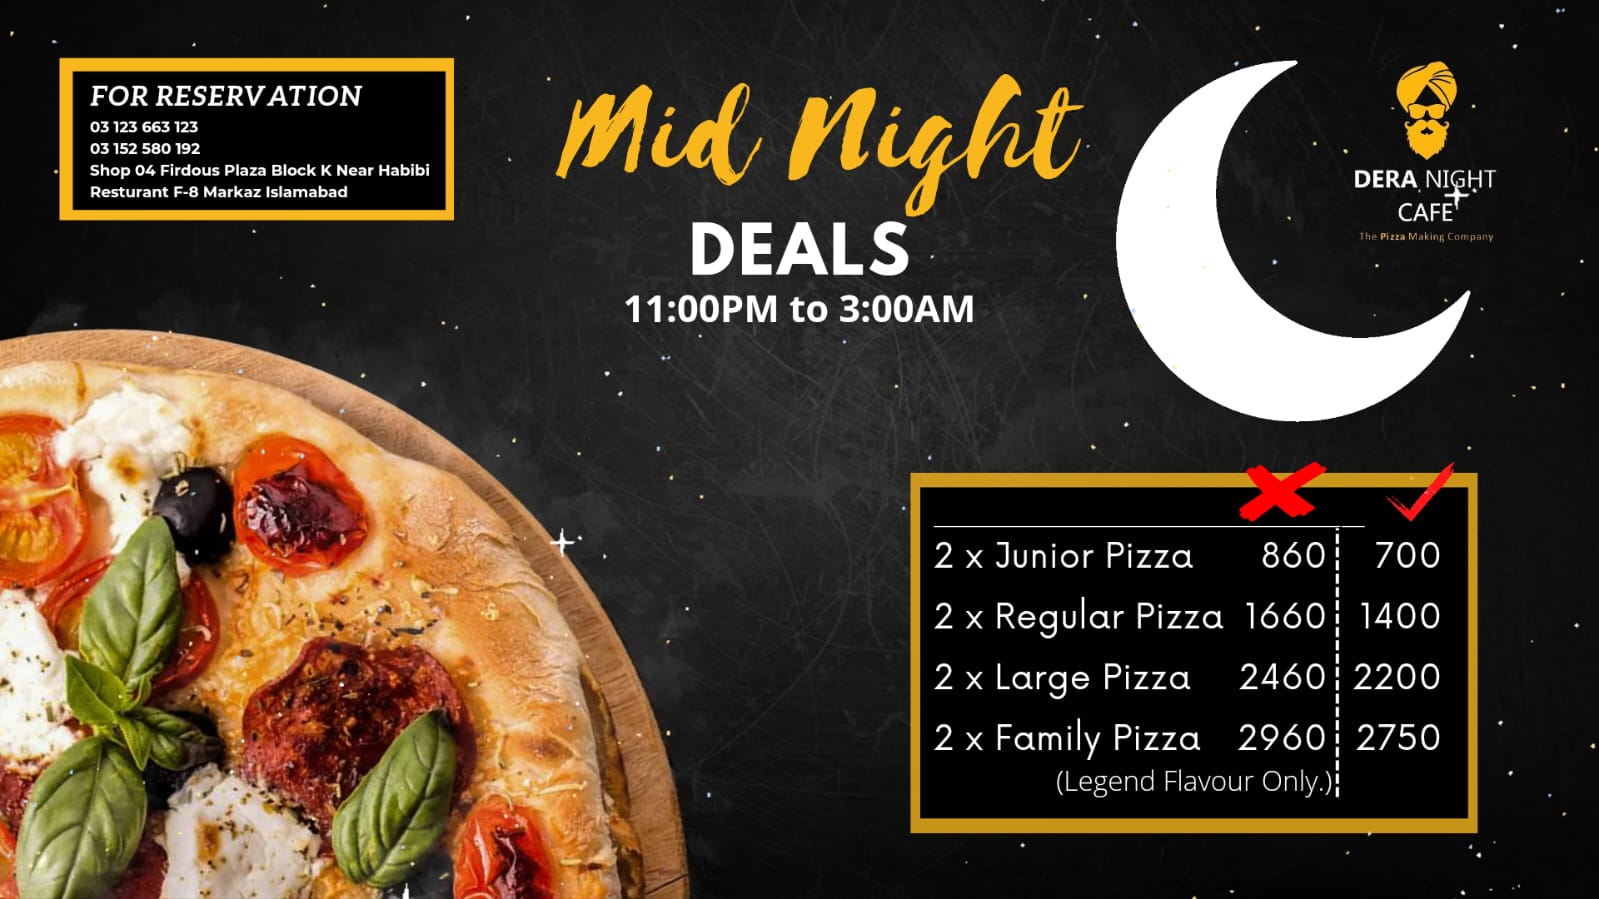 FOR RESERVATION
03 123 663 123
03 152 580 192
Shop 04 Firdous Plaza Block K Near Habibi
Resturant F-8 Markaz Islamabad
Mid Night
DEALS
11:00PM to 3:00AM
DERA NIGHT
CAFE
The Pizza Making Company
2 x Junior Pizza 860 700
2 x Regular Pizza 1660 1400
2 x Large Pizza 2460 2200
2 x Family Pizza 2960 2750
(Legend Flavour Only.)